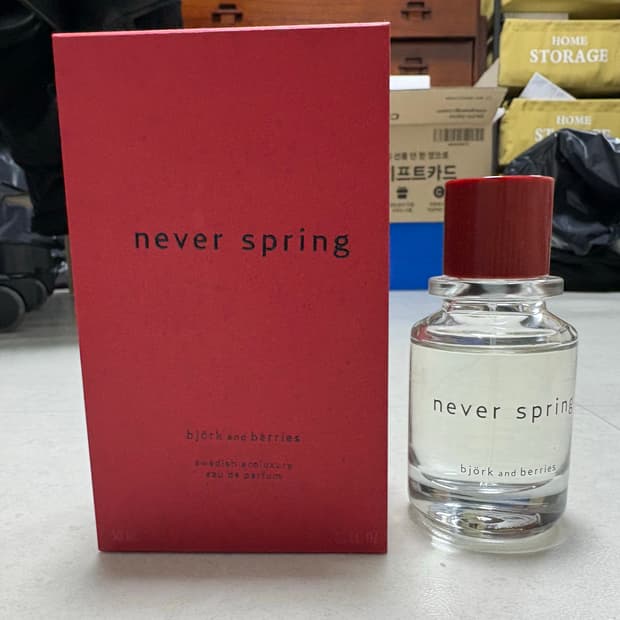 never spring
björk and berries
swedish ecoluxury
eau de parfum
never spring
björk and berries
HOME
STORAGE
HOME
STORAGE
프트카드